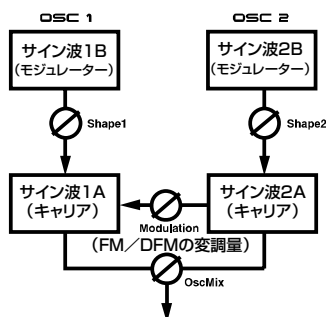 OSC 1
OSC 2
サイン波1B
(モジュレーター)
サイン波2B
(モジュレーター)
Shape1
Shape2
サイン波1A
(キャリア)
サイン波2A
(キャリア)
Modulation
(FM/DFMの変調量)
OscMix